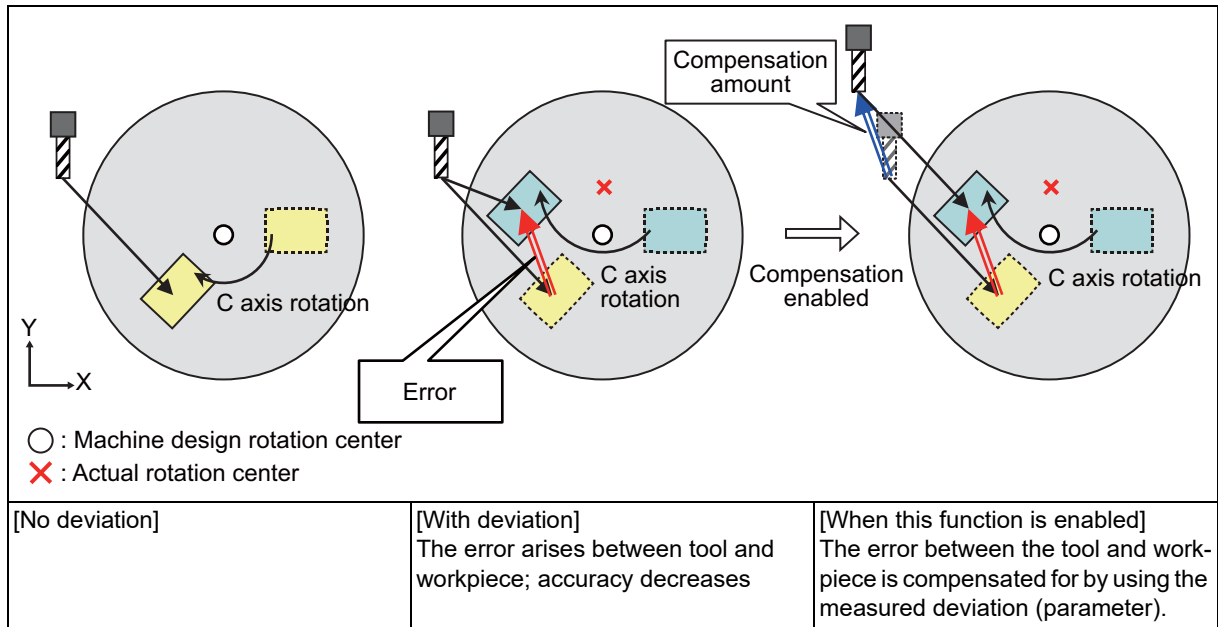 Compensation
amount
C axis rotation
C axis
rotation
Compensation
enabled
C axis rotation
Error
Y
X
: Machine design rotation center
: Actual rotation center
[No deviation]
[With deviation]
The error arises between tool and
workpiece; accuracy decreases
[When this function is enabled]
The error between the tool and work-
piece is compensated for by using the
measured deviation (parameter).